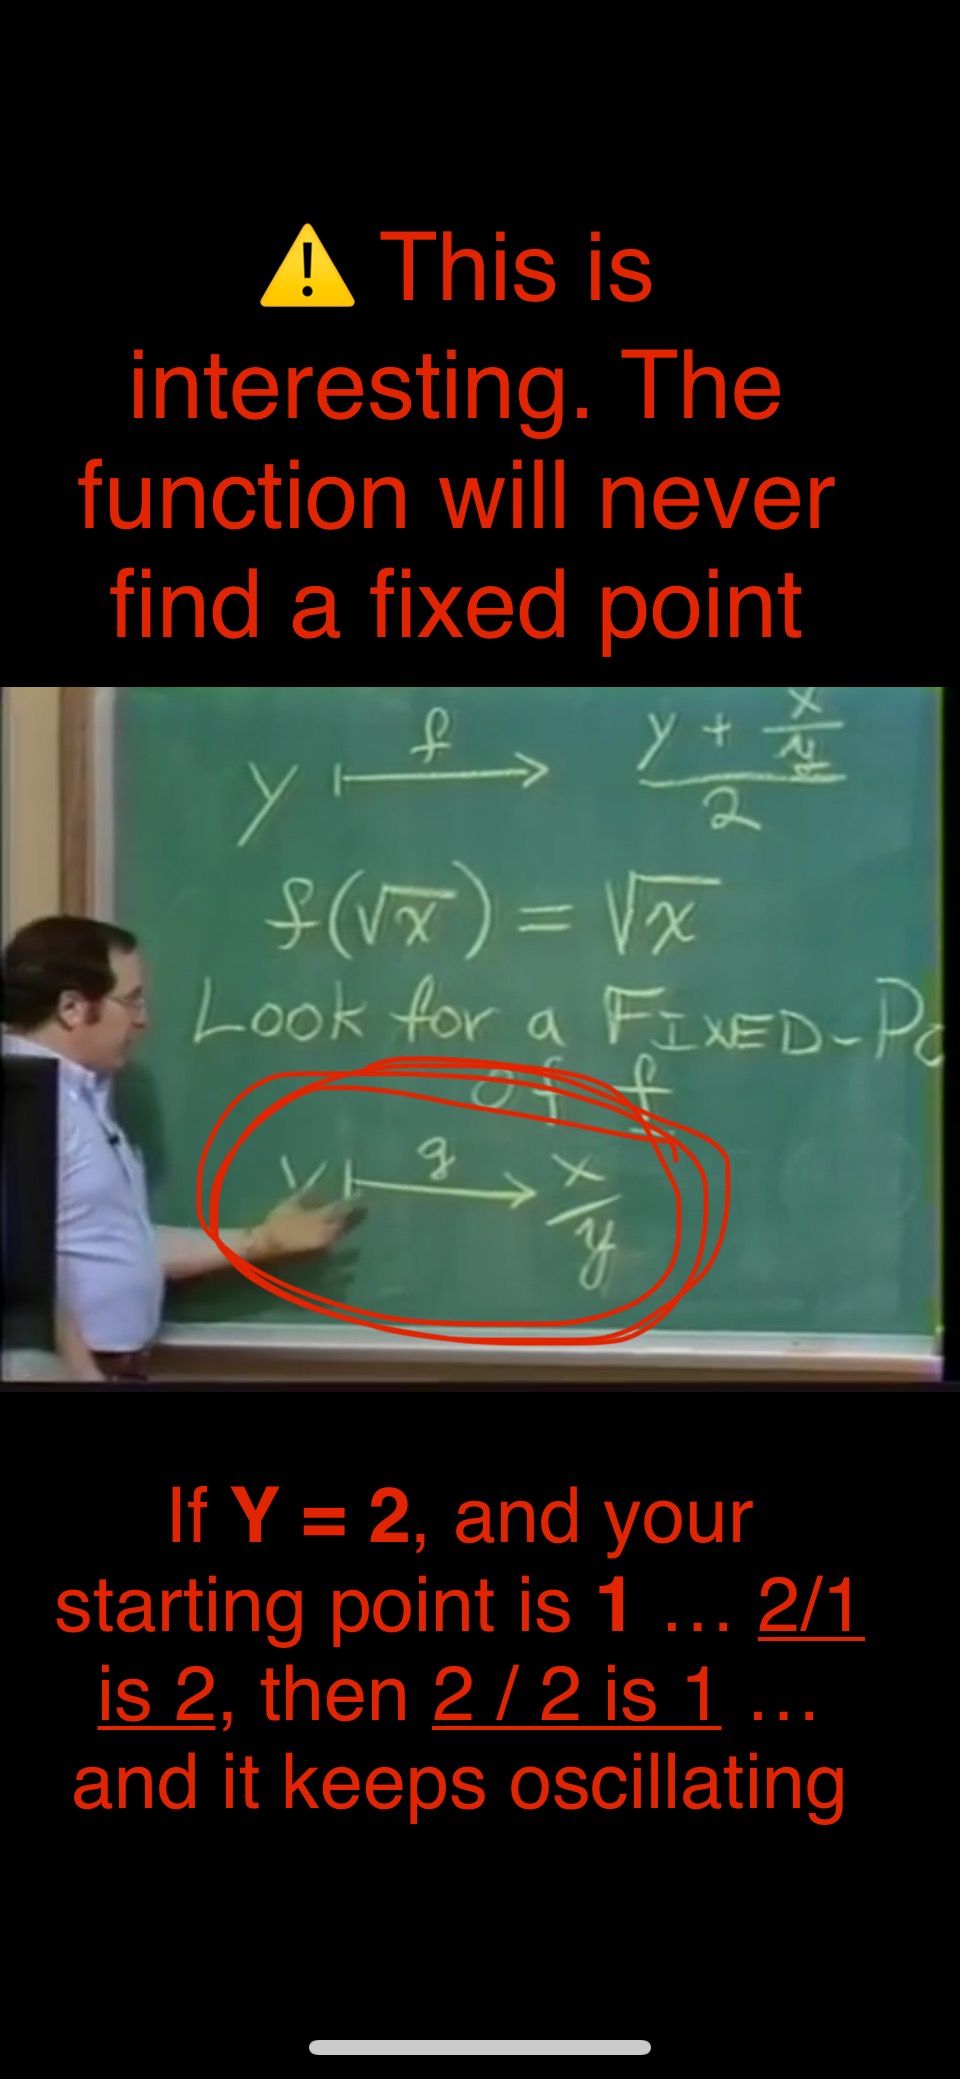 ⚠️ This is
interesting. The
function will never
find a fixed point
y ⟼ f y + x/y
2
f(√x) = √x
Look for a FIXED-Po
of f
y ⟼ g x/y
If Y = 2, and your
starting point is 1 ... 2/1
is 2, then 2 / 2 is 1 ...
and it keeps oscillating